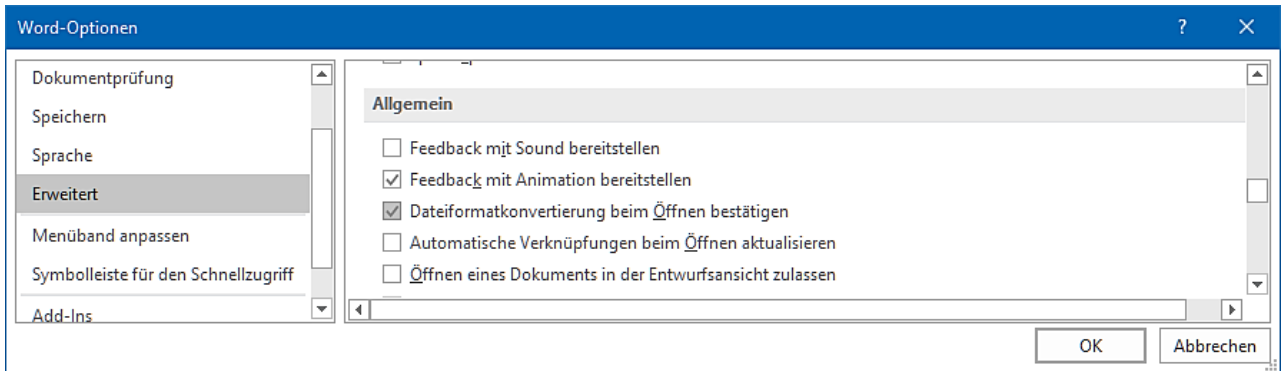 Word-Optionen
Dokumentprüfung
Speichern
Sprache
Erweitert
Menüband anpassen
Symbolleiste für den Schnellzugriff
Add-Ins
Allgemein
Feedback mit Sound bereitstellen
Feedback mit Animation bereitstellen
Dateiformatkonvertierung beim Öffnen bestätigen
Automatische Verknüpfungen beim Öffnen aktualisieren
Öffnen eines Dokuments in der Entwurfsansicht zulassen
OK
Abbrechen